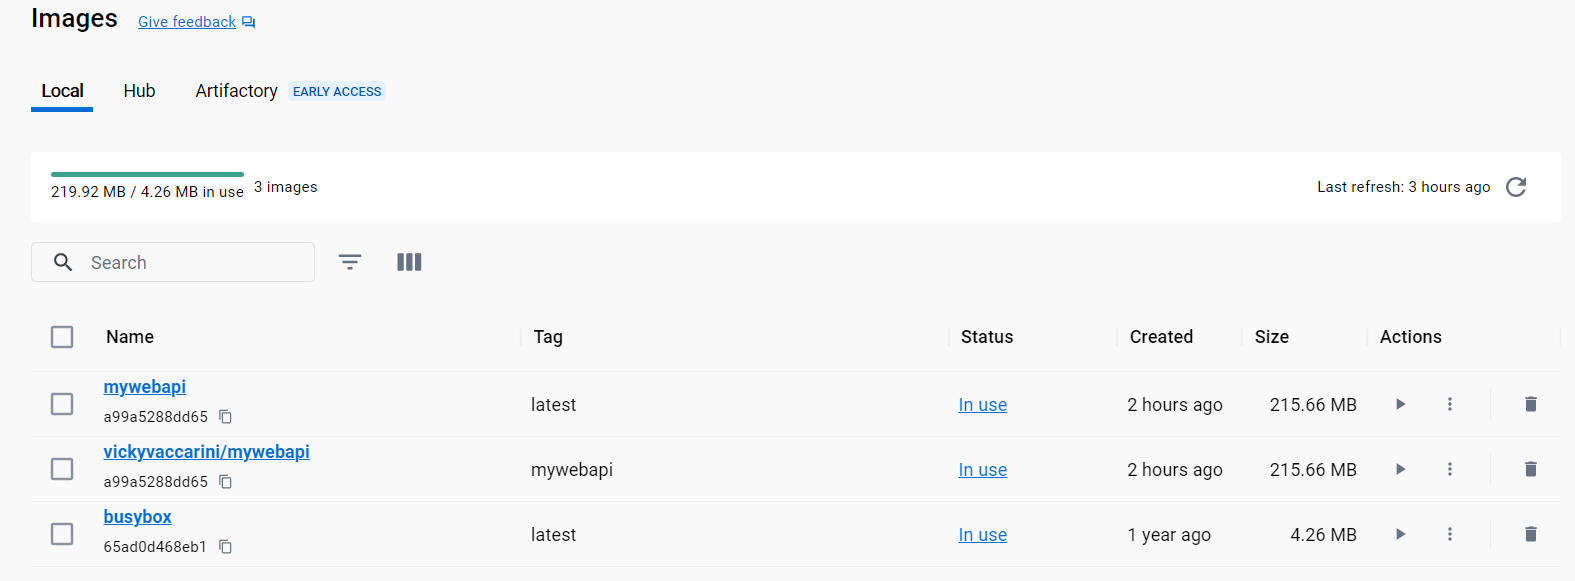 Images Give feedback
Local Hub Artifactory EARLY ACCESS
219.92 MB / 4.26 MB in use 3 images Last refresh: 3 hours ago
Search
Name Tag Status Created Size Actions
mywebapi
a99a5288dd65 latest In use 2 hours ago 215.66 MB
vickyvaccarini/mywebapi
a99a5288dd65 mywebapi In use 2 hours ago 215.66 MB
busybox
65ad0d468eb1 latest In use 1 year ago 4.26 MB